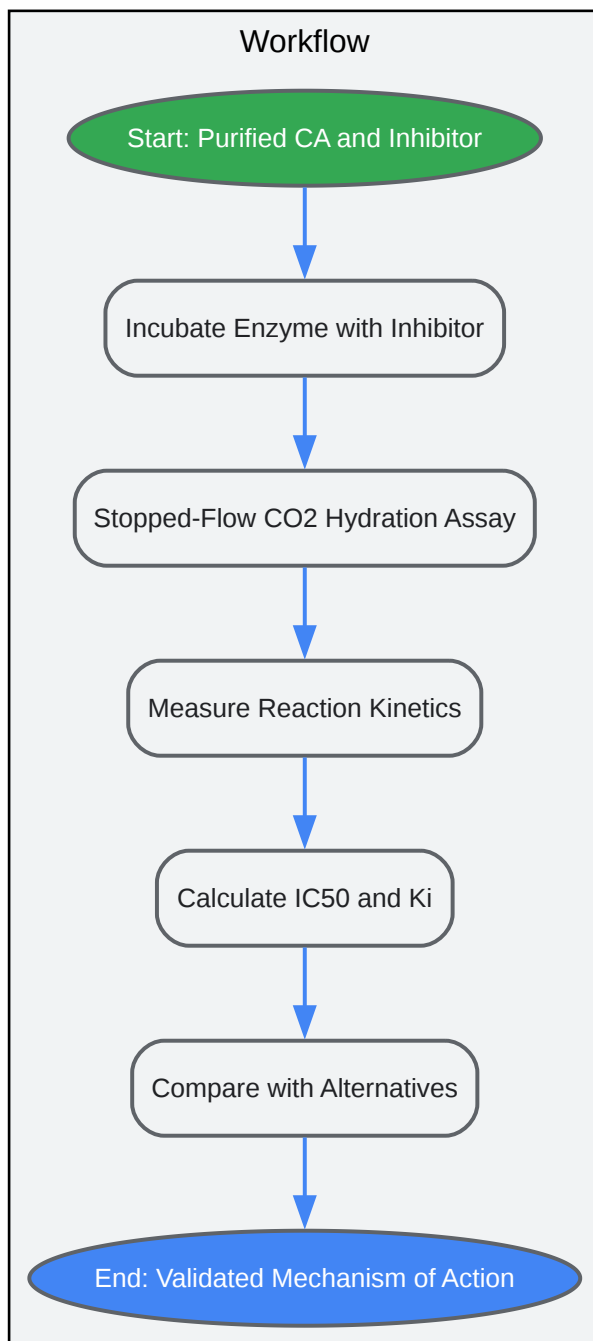 Workflow
Start: Purified CA and Inhibitor
Incubate Enzyme with Inhibitor
Stopped-Flow CO2 Hydration Assay
Measure Reaction Kinetics
Calculate IC50 and Ki
Compare with Alternatives
End: Validated Mechanism of Action